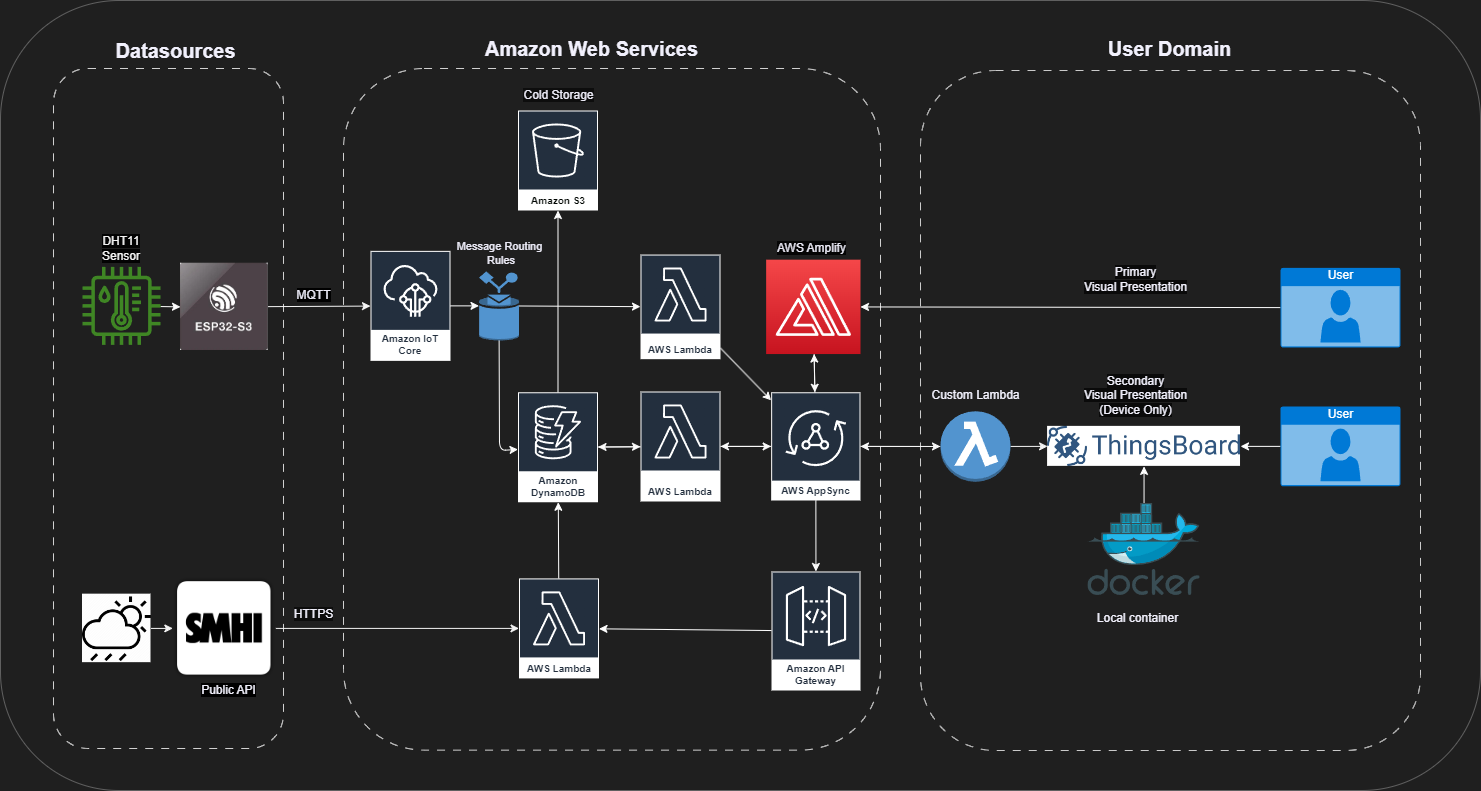 Datasources
Amazon Web Services
User Domain
Cold Storage
Amazon S3
DHT11
Sensor
ESP32-S3
MQTT
Amazon IoT
Core
Message Routing
Rules
AWS Lambda
AWS Amplify
Primary
Visual Presentation
User
Amazon
DynamoDB
AWS Lambda
AWS AppSync
Custom Lambda
Secondary
Visual Presentation
(Device Only)
ThingsBoard
User
docker
Local container
SMHI
Public API
HTTPS
AWS Lambda
</>
Amazon API
Gateway